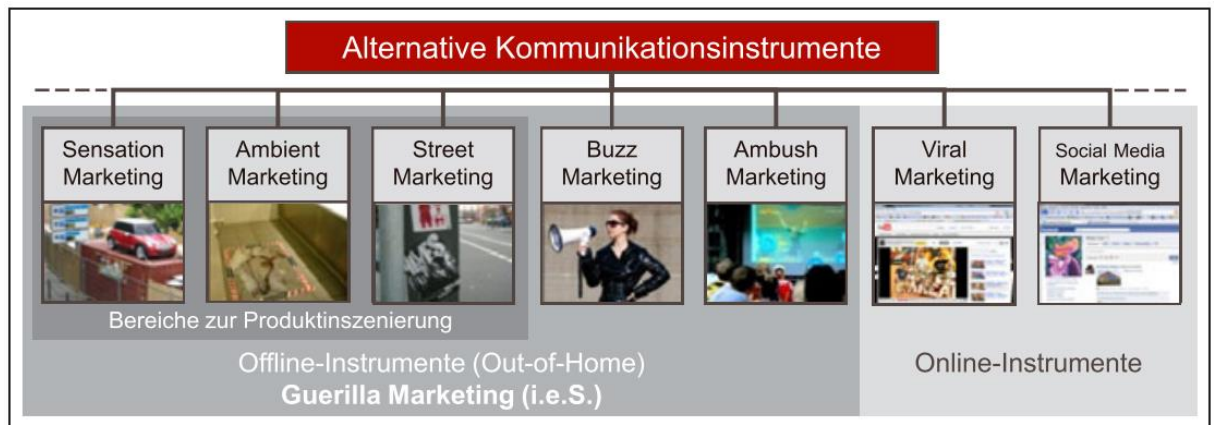 Alternative Kommunikationsinstrumente
Sensation
Marketing
Ambient
Marketing
Street
Marketing
Buzz
Marketing
Ambush
Marketing
Viral
Marketing
Social Media
Marketing
Bereiche zur Produktinszenierung
Offline-Instrumente (Out-of-Home)
Guerilla Marketing (i.e.S.)
Online-Instrumente